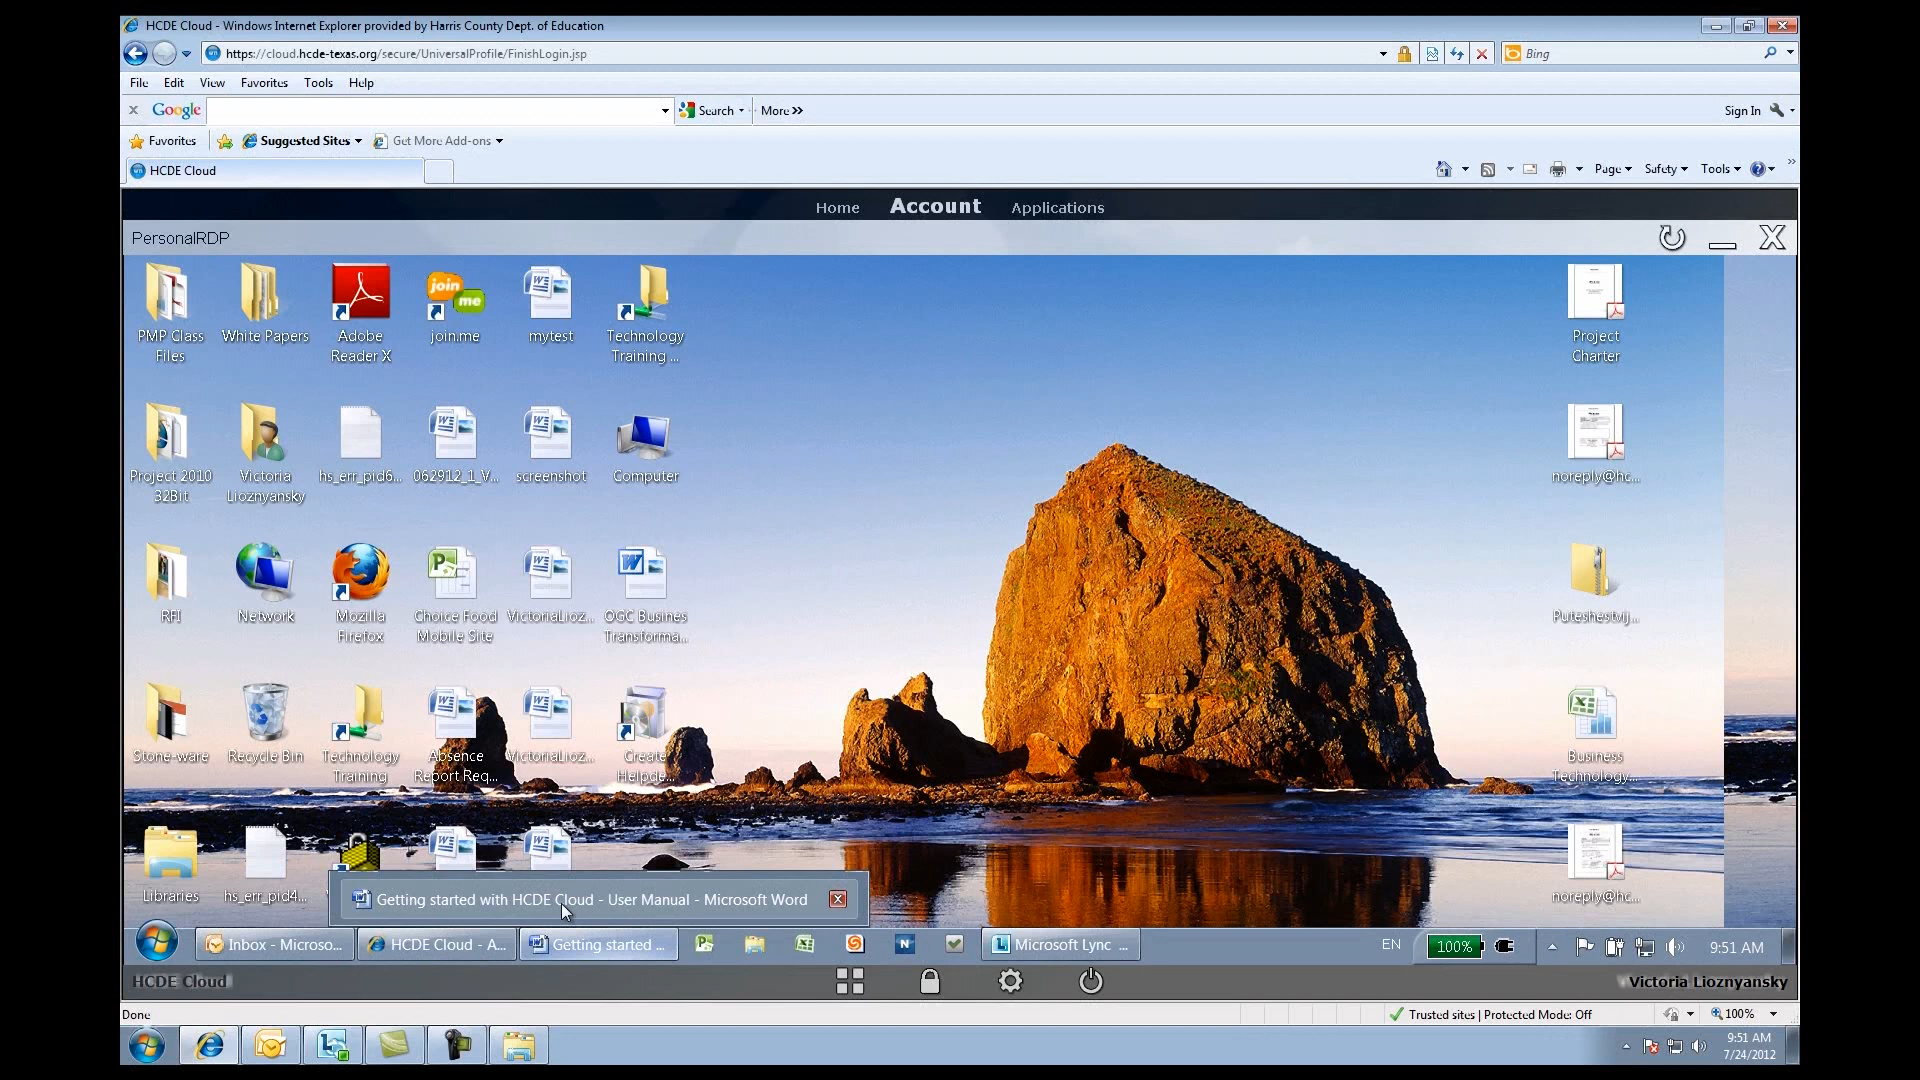 HCDE Cloud - Windows Internet Explorer provided by Harris County Dept. of Education
https://cloud.hcde-texas.org/secure/UniversalProfile/FinishLogin.jsp
Bing
File Edit View Favorites Tools Help
Google
Search
More
Sign In
Favorites
Suggested Sites
Get More Add-ons
HCDE Cloud
Page Safety Tools
Home Account Applications
PersonalRDP
PMP Class
Files
White Papers
Adobe
Reader X
join me
join.me
mytest
Technology
Training ...
Project
Charter
Project 2010
32Bit
Victoria
Lioznyansky
hs_err_pid6...
062912_1_V...
screenshot
Computer
noreply@hc...
RFI
Network
Mozilla
Firefox
Choice Food
Mobile Site
VictoriaLioz...
OGC Busines
Transforma...
Puteshestvij...
Stone-ware
Recycle Bin
Technology
Training
Absence
Report Req...
VictoriaLioz...
Create
Helpde...
Business
Technology...
Libraries
hs_err_pid4...
noreply@hc...
Getting started with HCDE Cloud - User Manual - Microsoft Word
Inbox - Microso...
HCDE Cloud - A...
Getting started ...
Microsoft Lync ...
EN
100%
9:51 AM
HCDE Cloud
Victoria Lioznyansky
Done
Trusted sites | Protected Mode: Off
100%
9:51 AM
7/24/2012